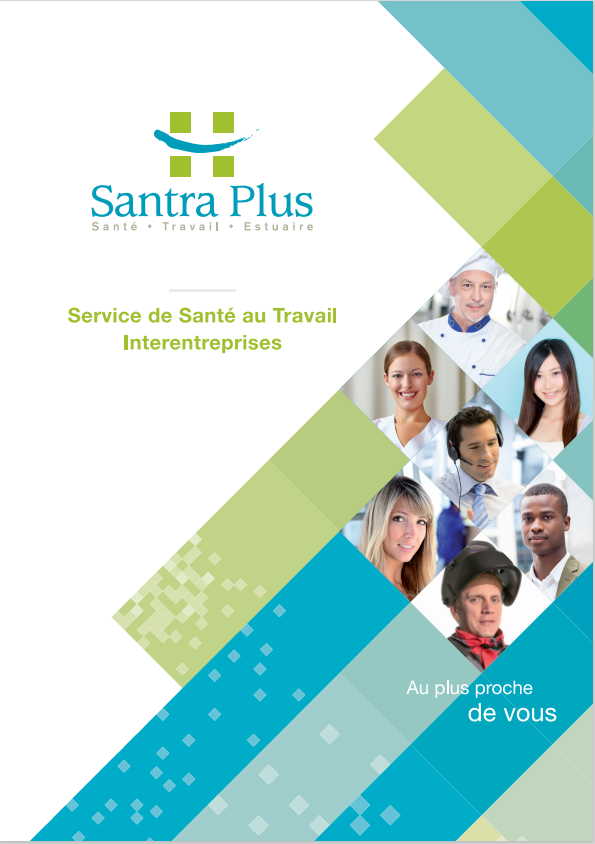 Santra Plus
Santé • Travail • Estuaire
Service de Santé au Travail
Interentreprises
Au plus proche
de vous